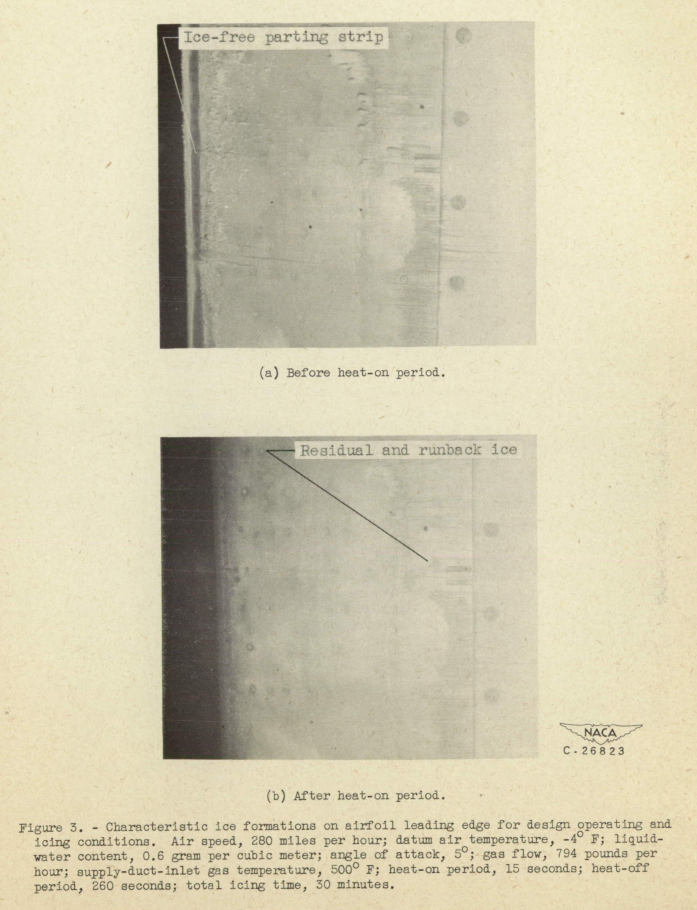 Ice-free parting strip
(a) Before heat-on period.
Residual and runback ice
NACA
C-26823
(b) After heat-on period.
Figure 3. - Characteristic ice formations on airfoil leading edge for design operating and
icing conditions. Air speed, 280 miles per hour; datum air temperature, -4° F; liquid-
water content, 0.6 gram per cubic meter; angle of attack, 5°; gas flow, 794 pounds per
hour; supply-duct-inlet gas temperature, 500° F; heat-on period, 15 seconds; heat-off
period, 260 seconds; total icing time, 30 minutes.